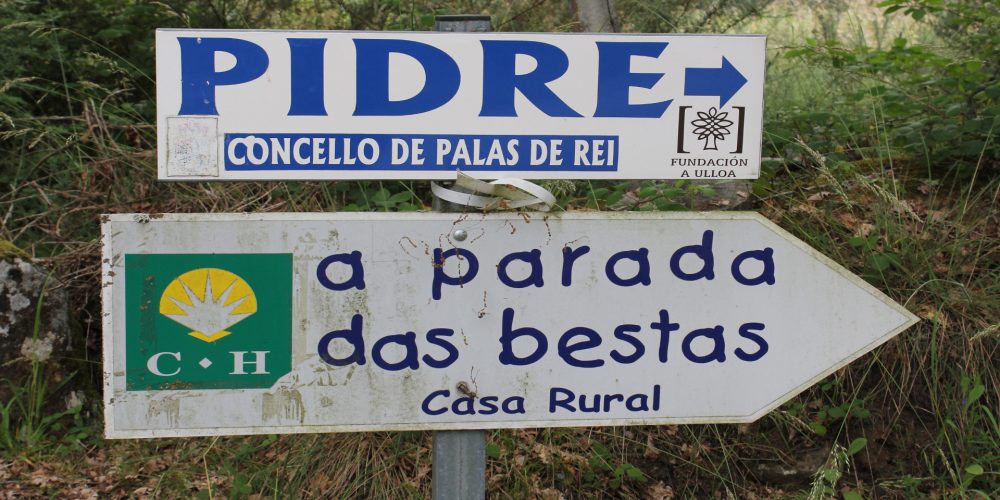 PIDRE
CONCELLO DE PALAS DE REI
FUNDACIÓN
A ULLOA
a parada
das bestas
Casa Rural
C · H